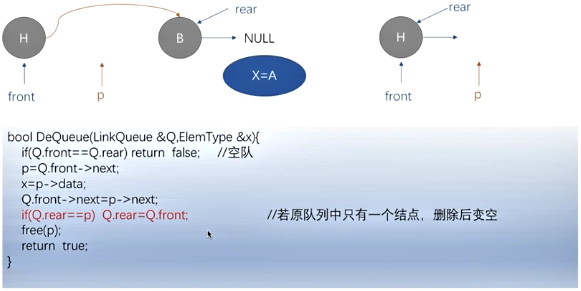 rear
rear
H
B
NULL
H
X=A
front
p
front
p
bool DeQueue(LinkQueue &Q,ElemType &x){
if(Q.front==Q.rear) return false; //空队
p=Q.front->next;
x=p->data;
Q.front->next=p->next;
if(Q.rear==p) Q.rear=Q.front; //若原队列中只有一个结点，删除后变空
free(p);
return true;
}